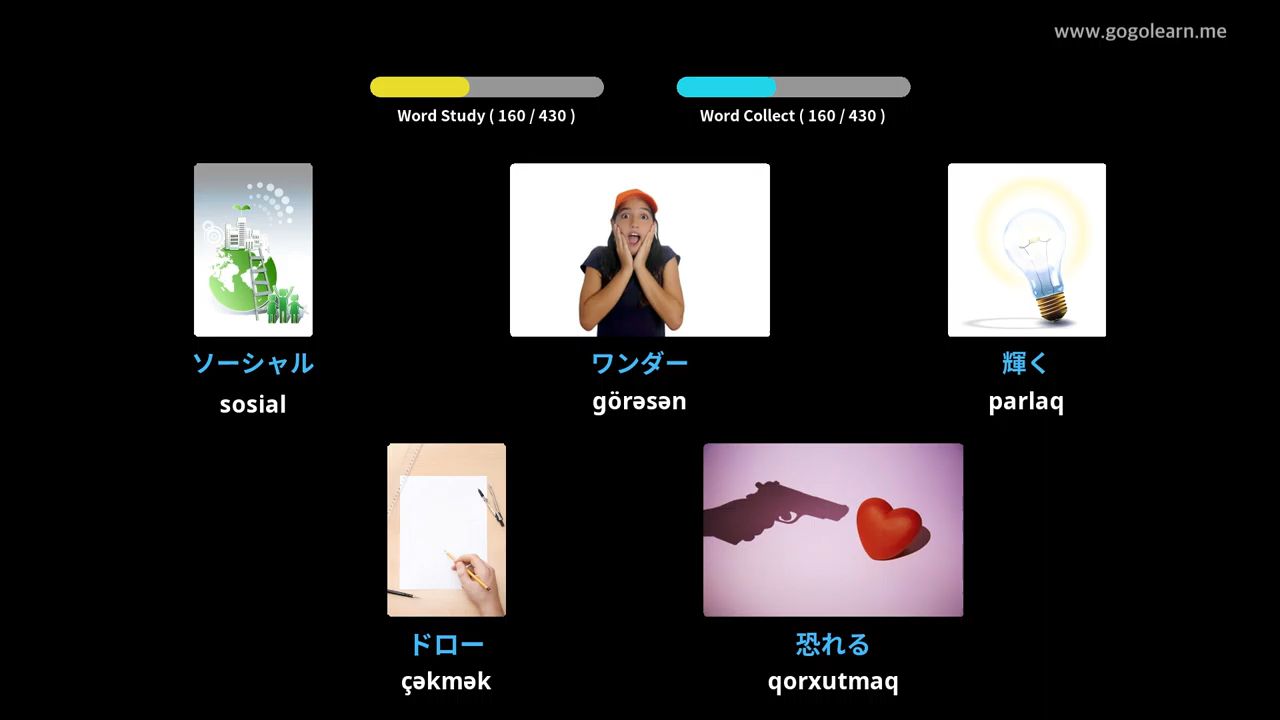 www.gogolearn.me
Word Study ( 160 / 430 )
Word Collect ( 160 / 430 )
ソーシャル
sosial
ワンダー
görəsən
輝く
parlaq
ドロー
çəkmək
恐れる
qorxutmaq